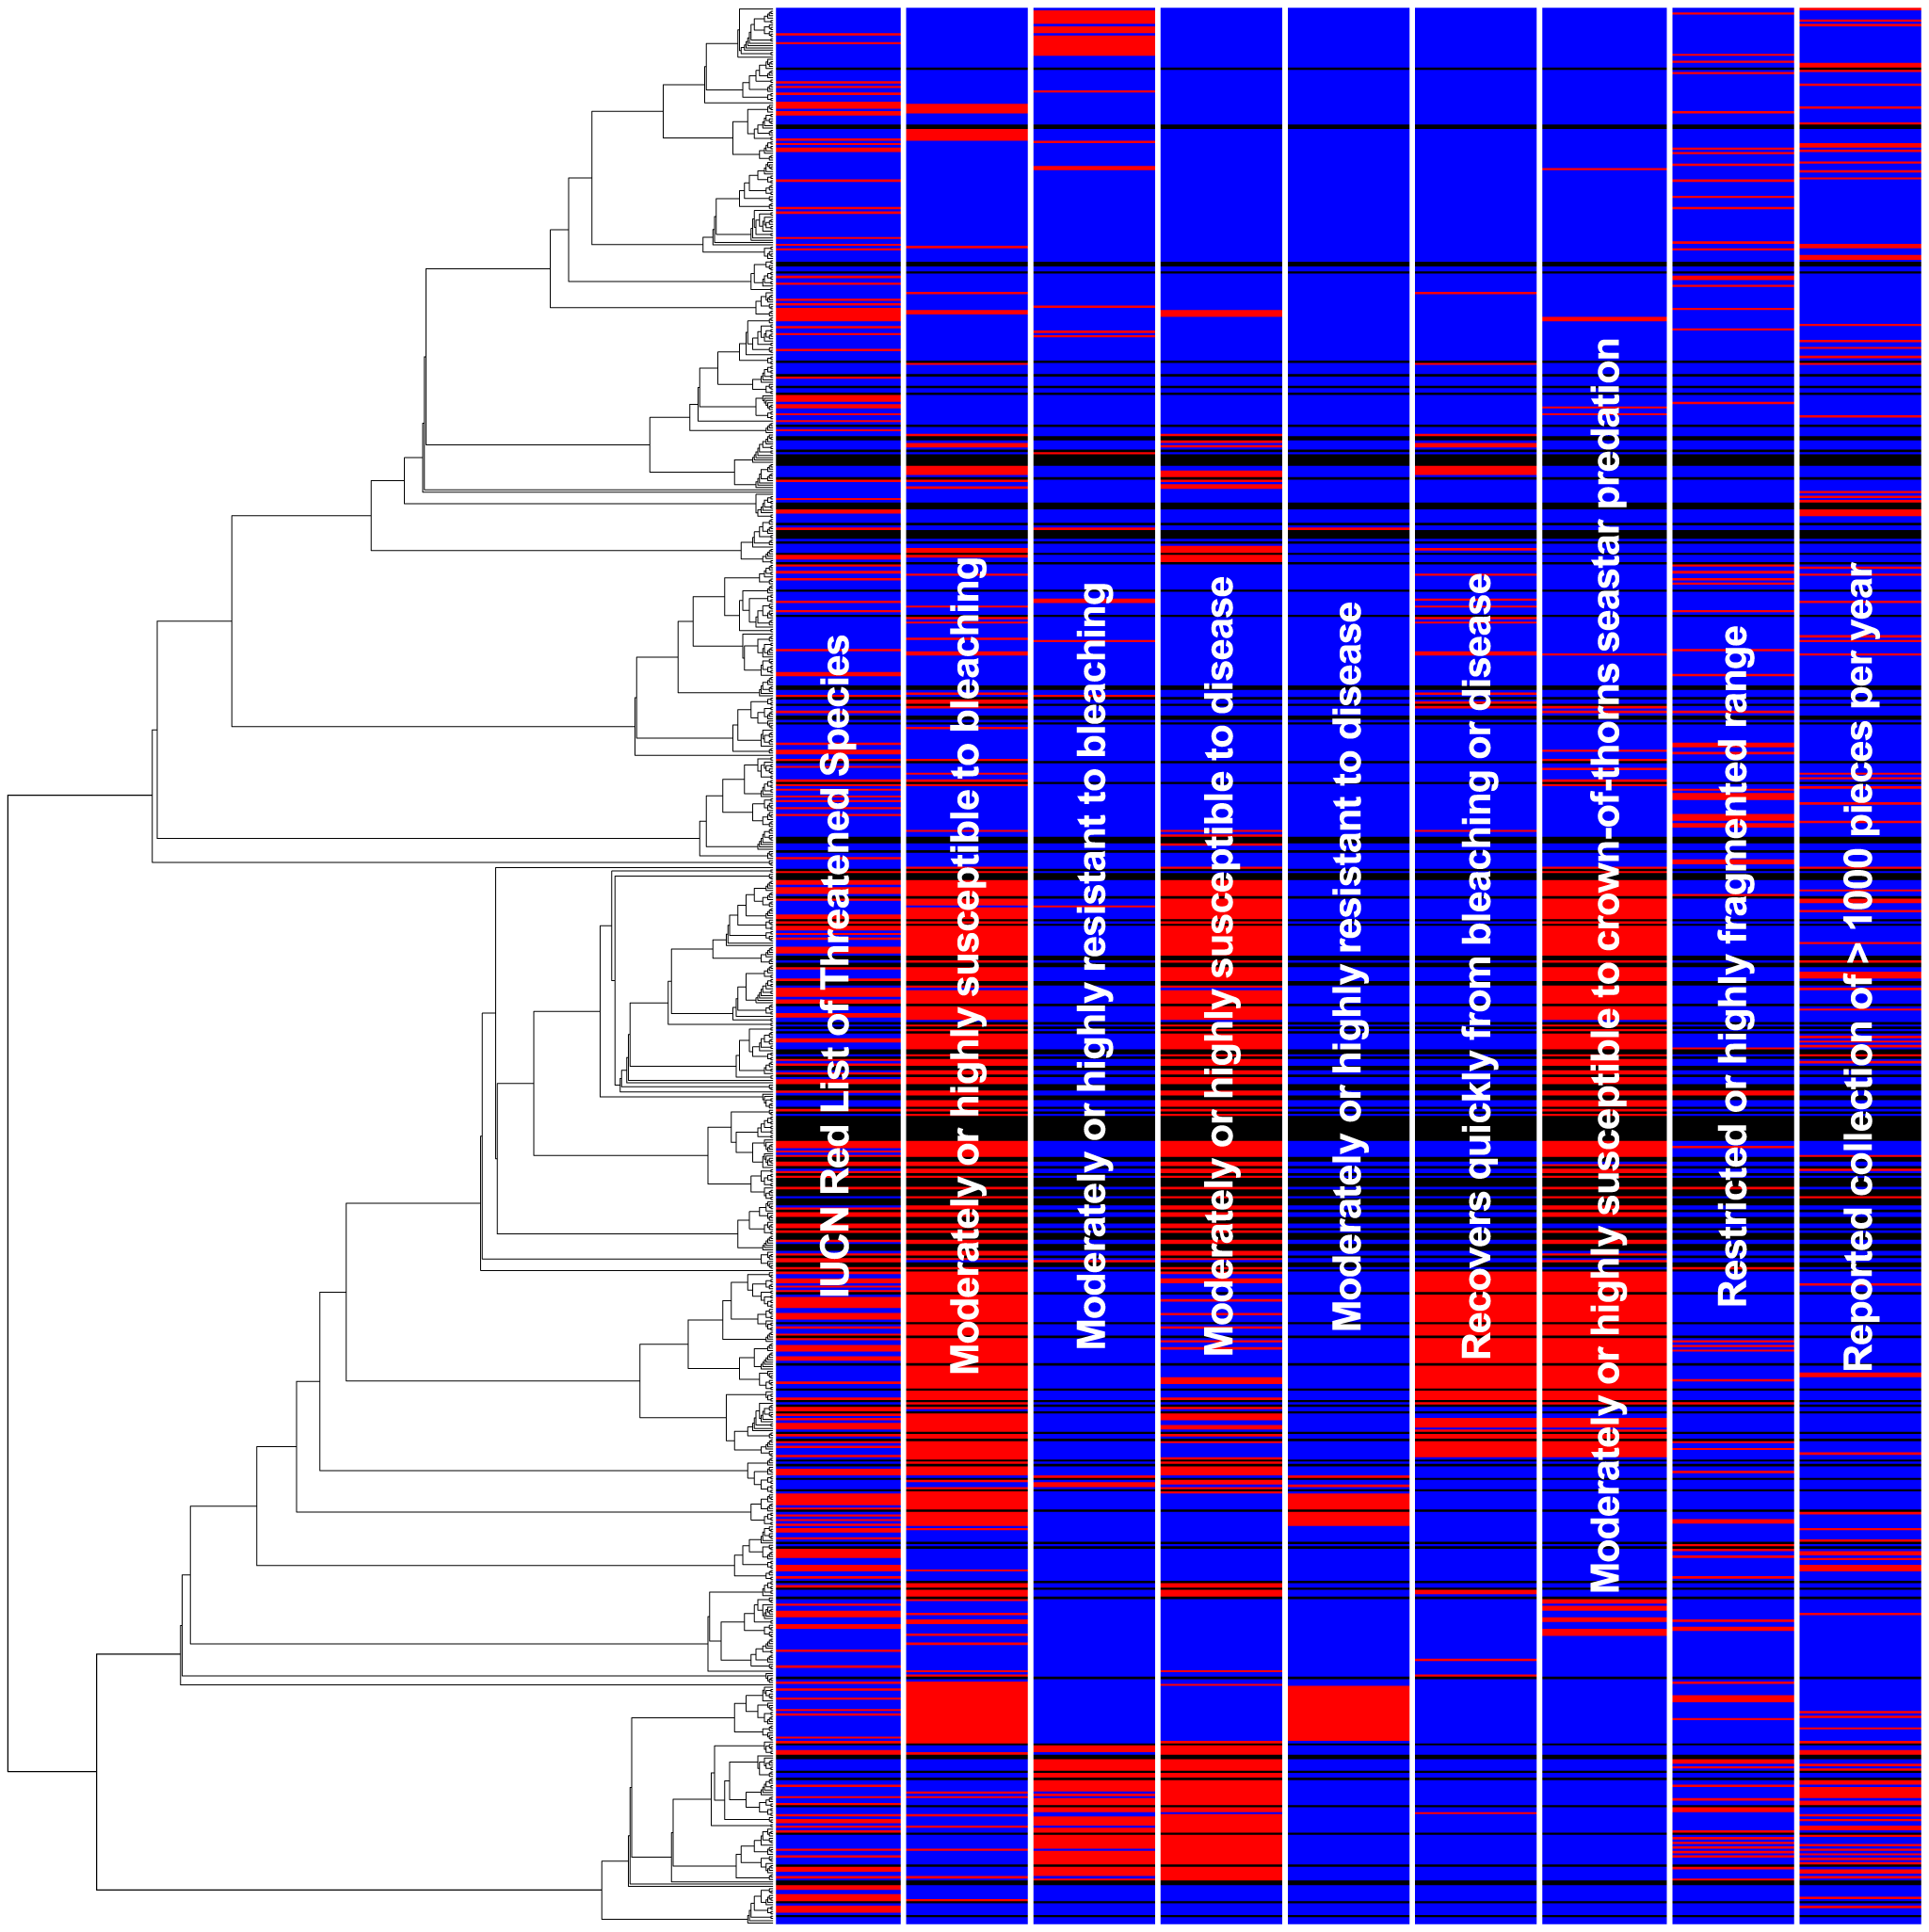 IUCN Red List of Threatened Species
Moderately or highly susceptible to bleaching
Moderately or highly resistant to bleaching
Moderately or highly susceptible to disease
Moderately or highly resistant to disease
Recovers quickly from bleaching or disease
Moderately or highly susceptible to crown-of-thorns seastar predation
Restricted or highly fragmented range
Reported collection of > 1000 pieces per year